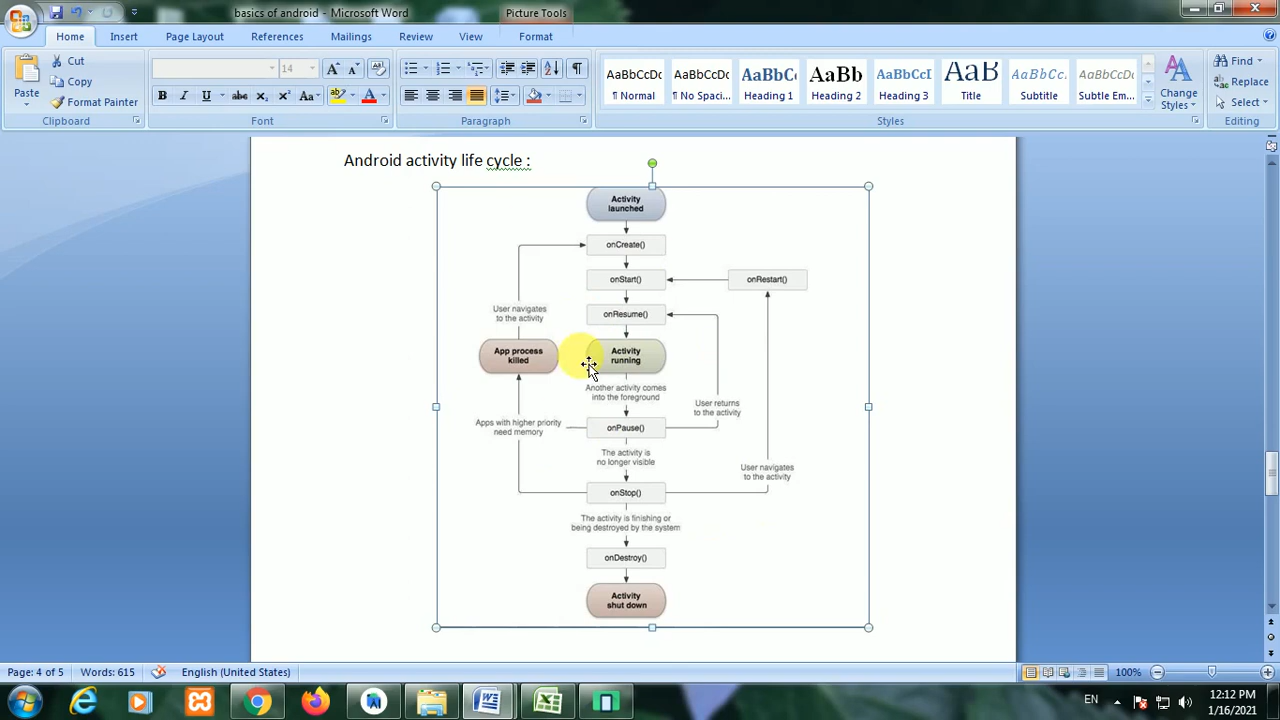 basics of android - Microsoft Word
Picture Tools
Home
Insert
Page Layout
References
Mailings
Review
View
Format
Paste
Cut
Copy
Format Painter
Clipboard
14
Font
Paragraph
AaBbCcDc
¶ Normal
AaBbCcDc
¶ No Spaci...
AaBbC
Heading 1
AaBb
Heading 2
AaBbCcI
Heading 3
AaB
Title
AaBbCc.
Subtitle
AaBbCcDc
Subtle Em...
Change
Styles
Styles
Find
Replace
Select
Editing
Android activity life cycle :
Activity
launched
onCreate()
onStart()
onRestart()
onResume()
User navigates
to the activity
App process
killed
Activity
running
Another activity comes
into the foreground
User returns
to the activity
Apps with higher priority
need memory
onPause()
The activity is
no longer visible
User navigates
to the activity
onStop()
The activity is finishing or
being destroyed by the system
onDestroy()
Activity
shut down
Page: 4 of 5
Words: 615
English (United States)
100%
EN
12:12 PM
1/16/2021